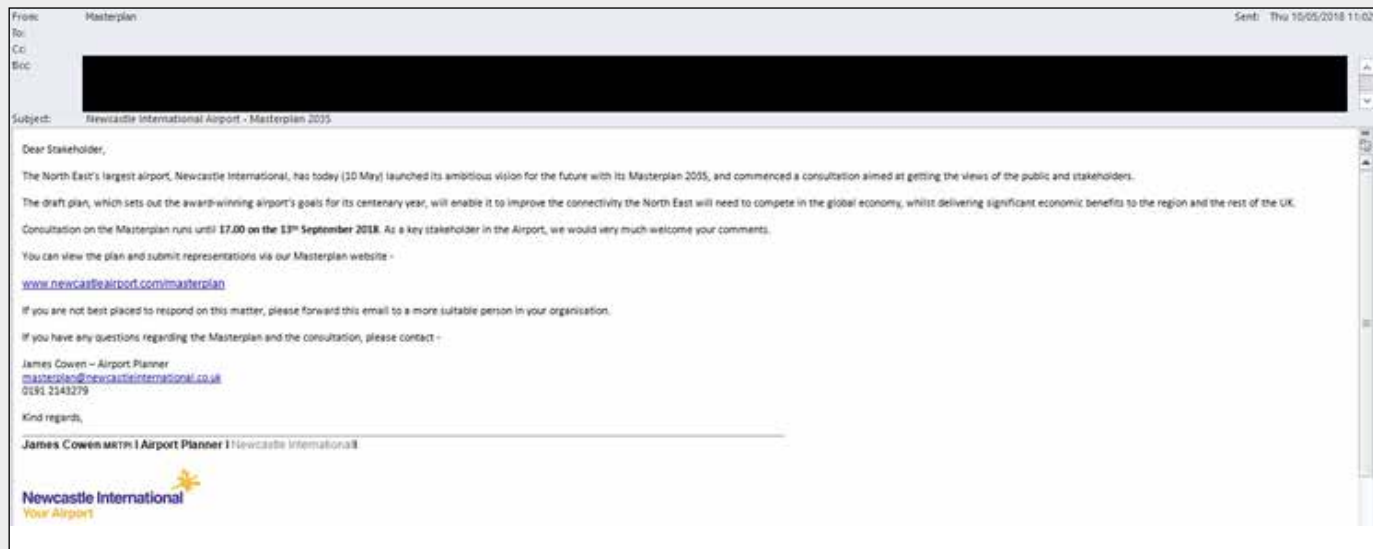 From: Masterplan Sent: Thu 10/05/2018 11:02
To:
Cc:
Bcc:
Subject: Newcastle International Airport - Masterplan 2035
Dear Stakeholder,
The North East's largest airport, Newcastle International, has today (10 May) launched its ambitious vision for the future with its Masterplan 2035, and commenced a consultation aimed at getting the views of the public and stakeholders.
The draft plan, which sets out the award-winning airport's goals for its centenary year, will enable it to improve the connectivity the North East will need to compete in the global economy, whilst delivering significant economic benefits to the region and the rest of the UK.
Consultation on the Masterplan runs until 17.00 on the 13th September 2018. As a key stakeholder in the Airport, we would very much welcome your comments.
You can view the plan and submit representations via our Masterplan website -
www.newcastleairport.com/masterplan
If you are not best placed to respond on this matter, please forward this email to a more suitable person in your organisation.
If you have any questions regarding the Masterplan and the consultation, please contact -
James Cowen – Airport Planner
masterplan@newcastleinternational.co.uk
0191 2143279
Kind regards,
James Cowen MRTPI I Airport Planner I Newcastle International I
Newcastle International
Your Airport